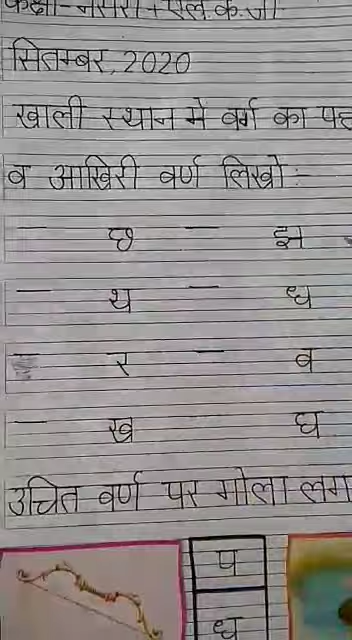 कक्षा-नर्सरी+एल.के.जी
सितम्बर, 2020
खाली स्थान में वर्ग का
व आखिरी वर्ण लिखो :-
— छ — झ —
— थ — ध
— र — व
— ख घ
उचित वर्ण पर गोला
प
ध